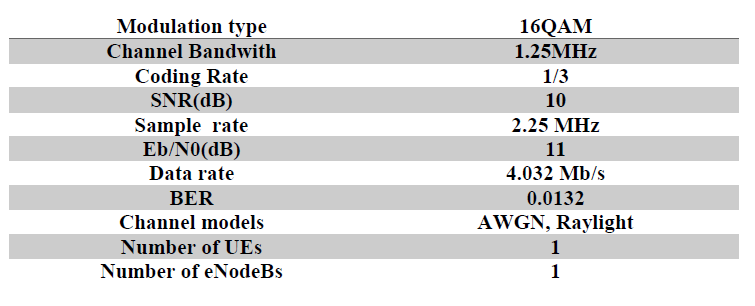 Modulation type 16QAM
Channel Bandwith 1.25MHz
Coding Rate 1/3
SNR(dB) 10
Sample rate 2.25 MHz
Eb/N0(dB) 11
Data rate 4.032 Mb/s
BER 0.0132
Channel models AWGN, Raylight
Number of UEs 1
Number of eNodeBs 1